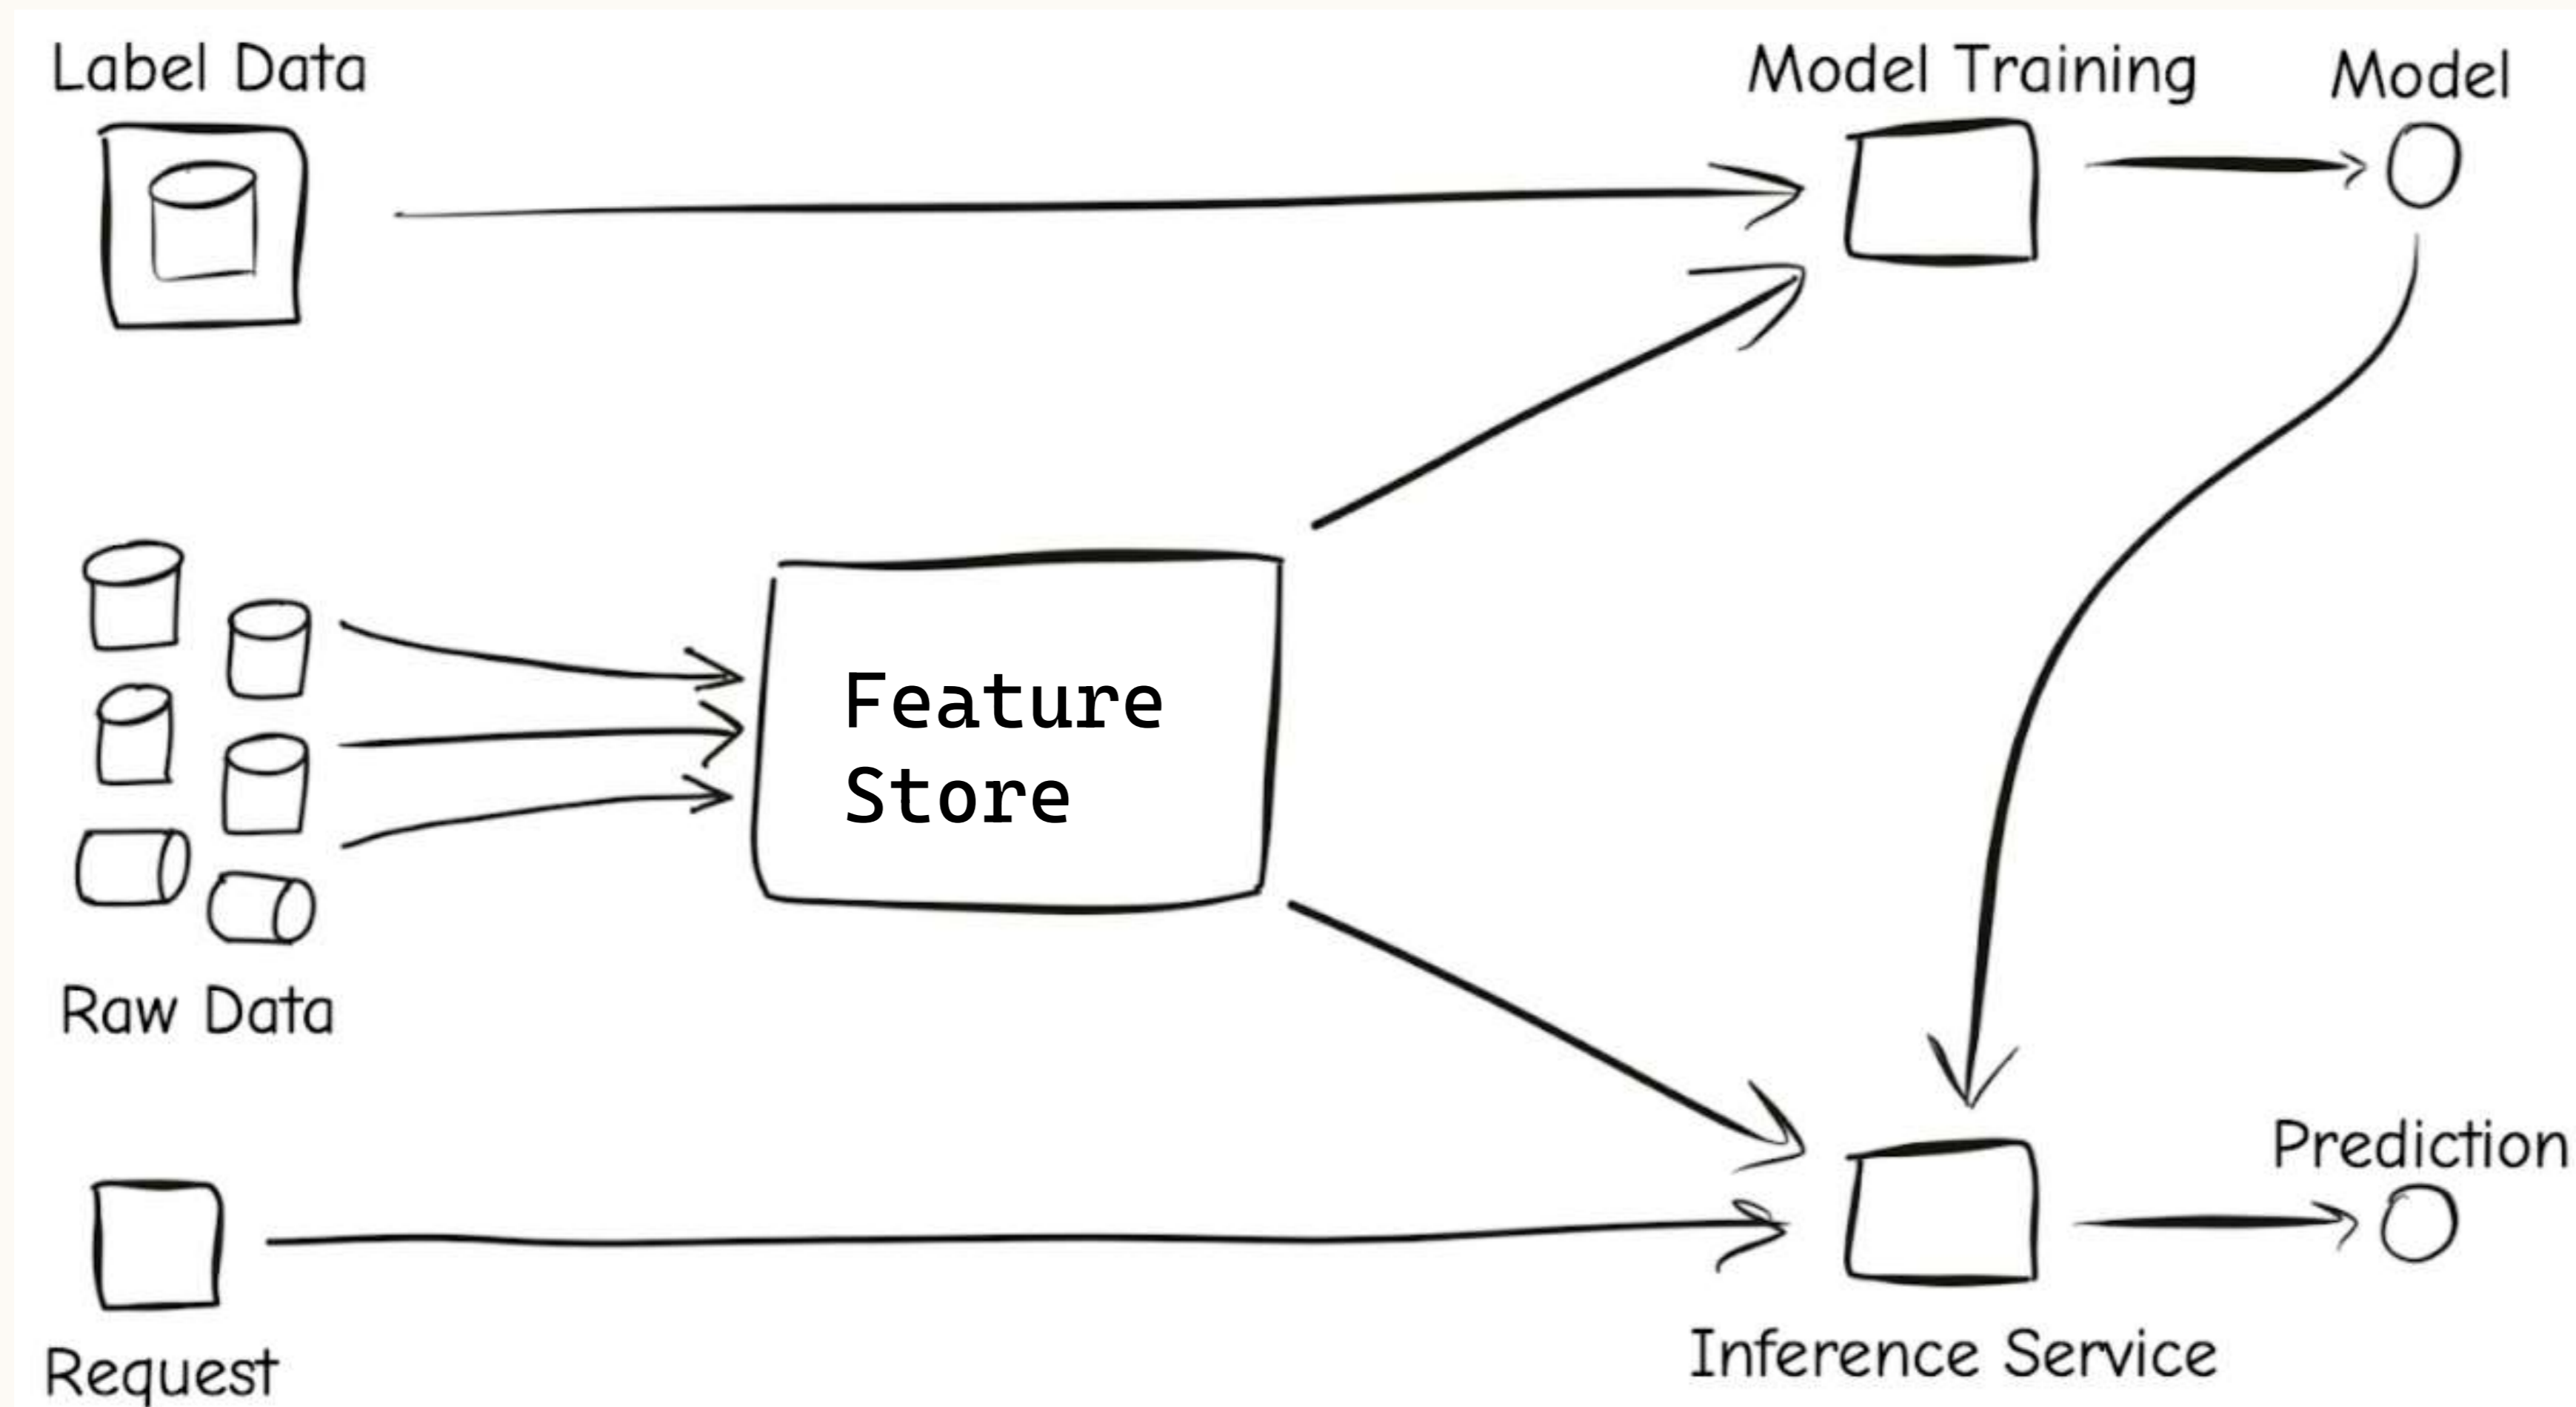 Label Data
Model Training
Model
Feature
Store
Raw Data
Prediction
Request
Inference Service